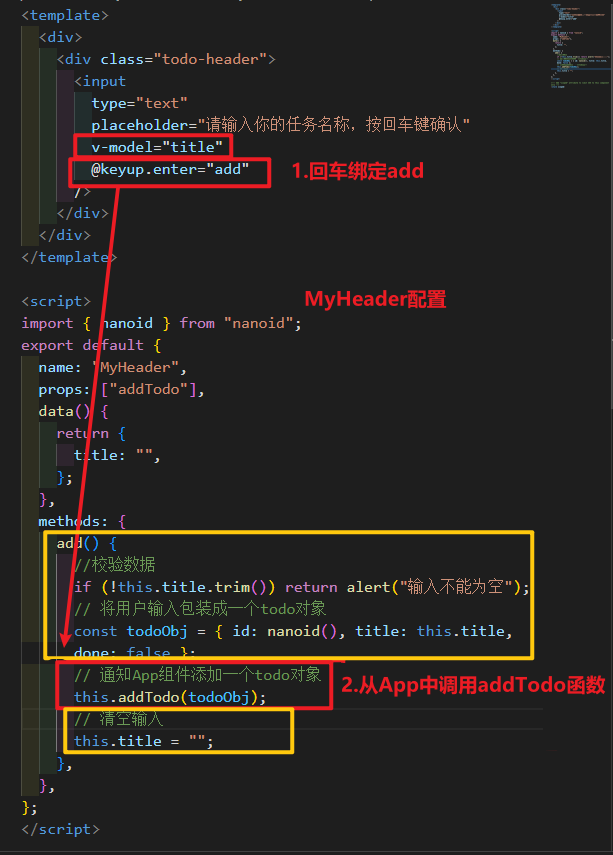 <template>
<div>
<div class="todo-header">
<input
type="text"
placeholder="请输入你的任务名称，按回车键确认"
v-model="title"
@keyup.enter="add"
1.回车绑定add
/>
</div>
</div>
</template>
MyHeader配置
<script>
import { nanoid } from "nanoid";
export default {
name: "MyHeader",
props: ["addTodo"],
data() {
return {
title: "",
};
},
methods: {
add() {
//校验数据
if (!this.title.trim()) return alert("输入不能为空");
// 将用户输入包装成一个todo对象
const todoObj = { id: nanoid(), title: this.title,
done: false };
// 通知App组件添加一个todo对象
2.从App中调用addTodo函数
this.addTodo(todoObj);
// 清空输入
this.title = "";
},
},
};
</script>